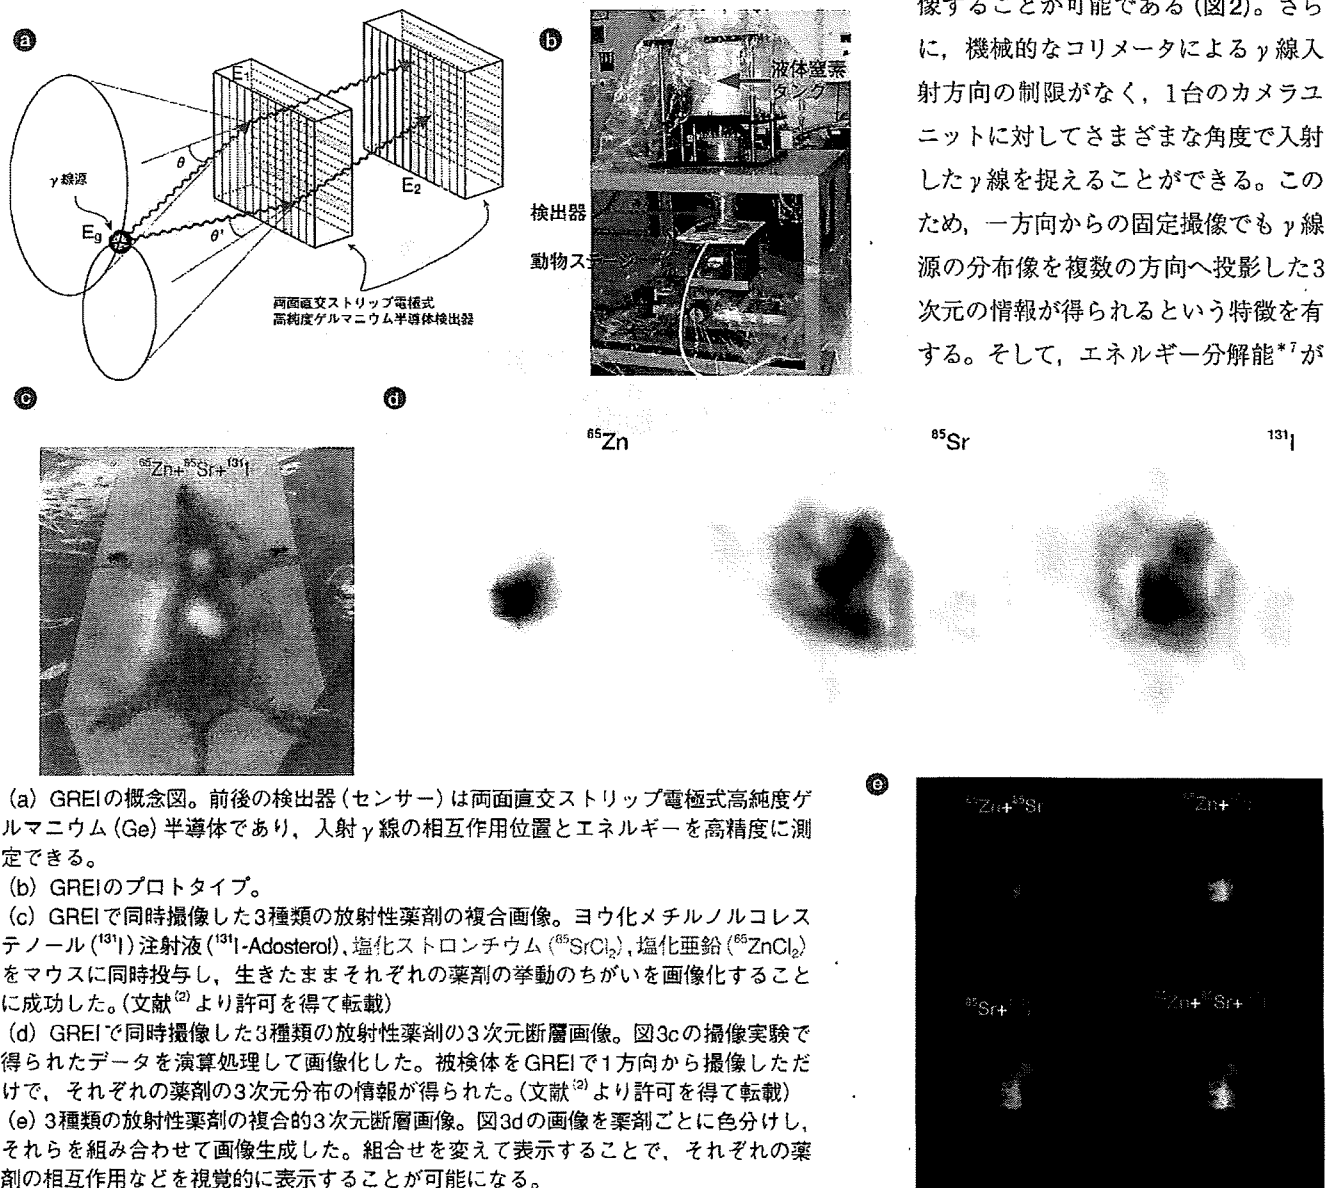 像することが可能である(図2)。さら
に，機械的なコリメータによるγ線入
射方向の制限がなく，1台のカメラユ
ニットに対してさまざまな角度で入射
したγ線を捉えることができる。この
ため，一方向からの固定撮像でもγ線
源の分布像を複数の方向へ投影した3
次元の情報が得られるという特徴を有
する。そして，エネルギー分解能*7が
a
E1
θ
γ線源
Eg
θ'
E2
両面直交ストリップ電極式
高純度ゲルマニウム半導体検出器
b
液体窒素
タンク
検出器
動物ステージ
c
65Zn+85Sr+131I
d
65Zn
85Sr
131I
(a) GREIの概念図。前後の検出器(センサー)は両面直交ストリップ電極式高純度ゲ
ルマニウム(Ge)半導体であり，入射γ線の相互作用位置とエネルギーを高精度に測
定できる。
(b) GREIのプロトタイプ。
(c) GREIで同時撮像した3種類の放射性薬剤の複合画像。ヨウ化メチルノルコレス
テノール(131I)注射液(131I-Adosterol)，塩化ストロンチウム(85SrCl2)，塩化亜鉛(65ZnCl2)
をマウスに同時投与し，生きたままそれぞれの薬剤の挙動のちがいを画像化すること
に成功した。(文献(2)より許可を得て転載)
(d) GREIで同時撮像した3種類の放射性薬剤の3次元断層画像。図3cの撮像実験で
得られたデータを演算処理して画像化した。被検体をGREIで1方向から撮像しただ
けで，それぞれの薬剤の3次元分布の情報が得られた。(文献(2)より許可を得て転載)
(e) 3種類の放射性薬剤の複合的3次元断層画像。図3dの画像を薬剤ごとに色分けし，
それらを組み合わせて画像生成した。組合せを変えて表示することで，それぞれの薬
剤の相互作用などを視覚的に表示することが可能になる。
e
65Zn+85Sr
65Zn+
85Sr+
65Zn+85Sr+